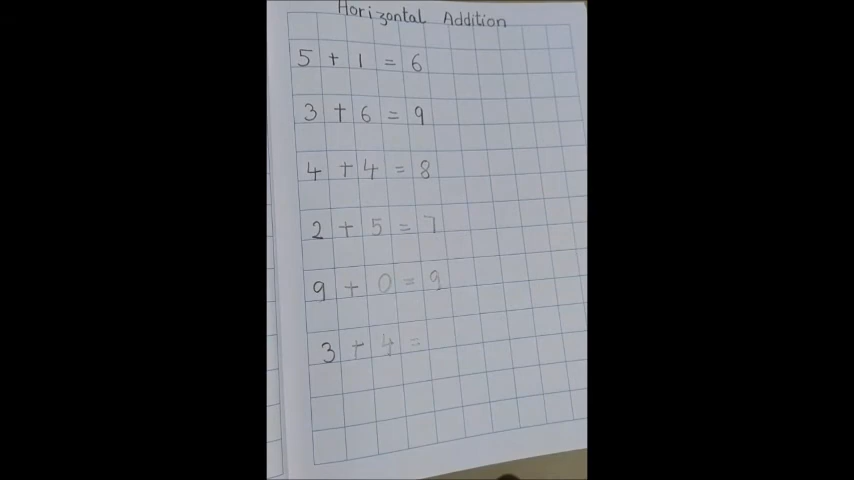 Horizontal Addition
5 + 1 = 6
3 + 6 = 9
4 + 4 = 8
2 + 5 = 7
9 + 0 = 9
3 + 4 =